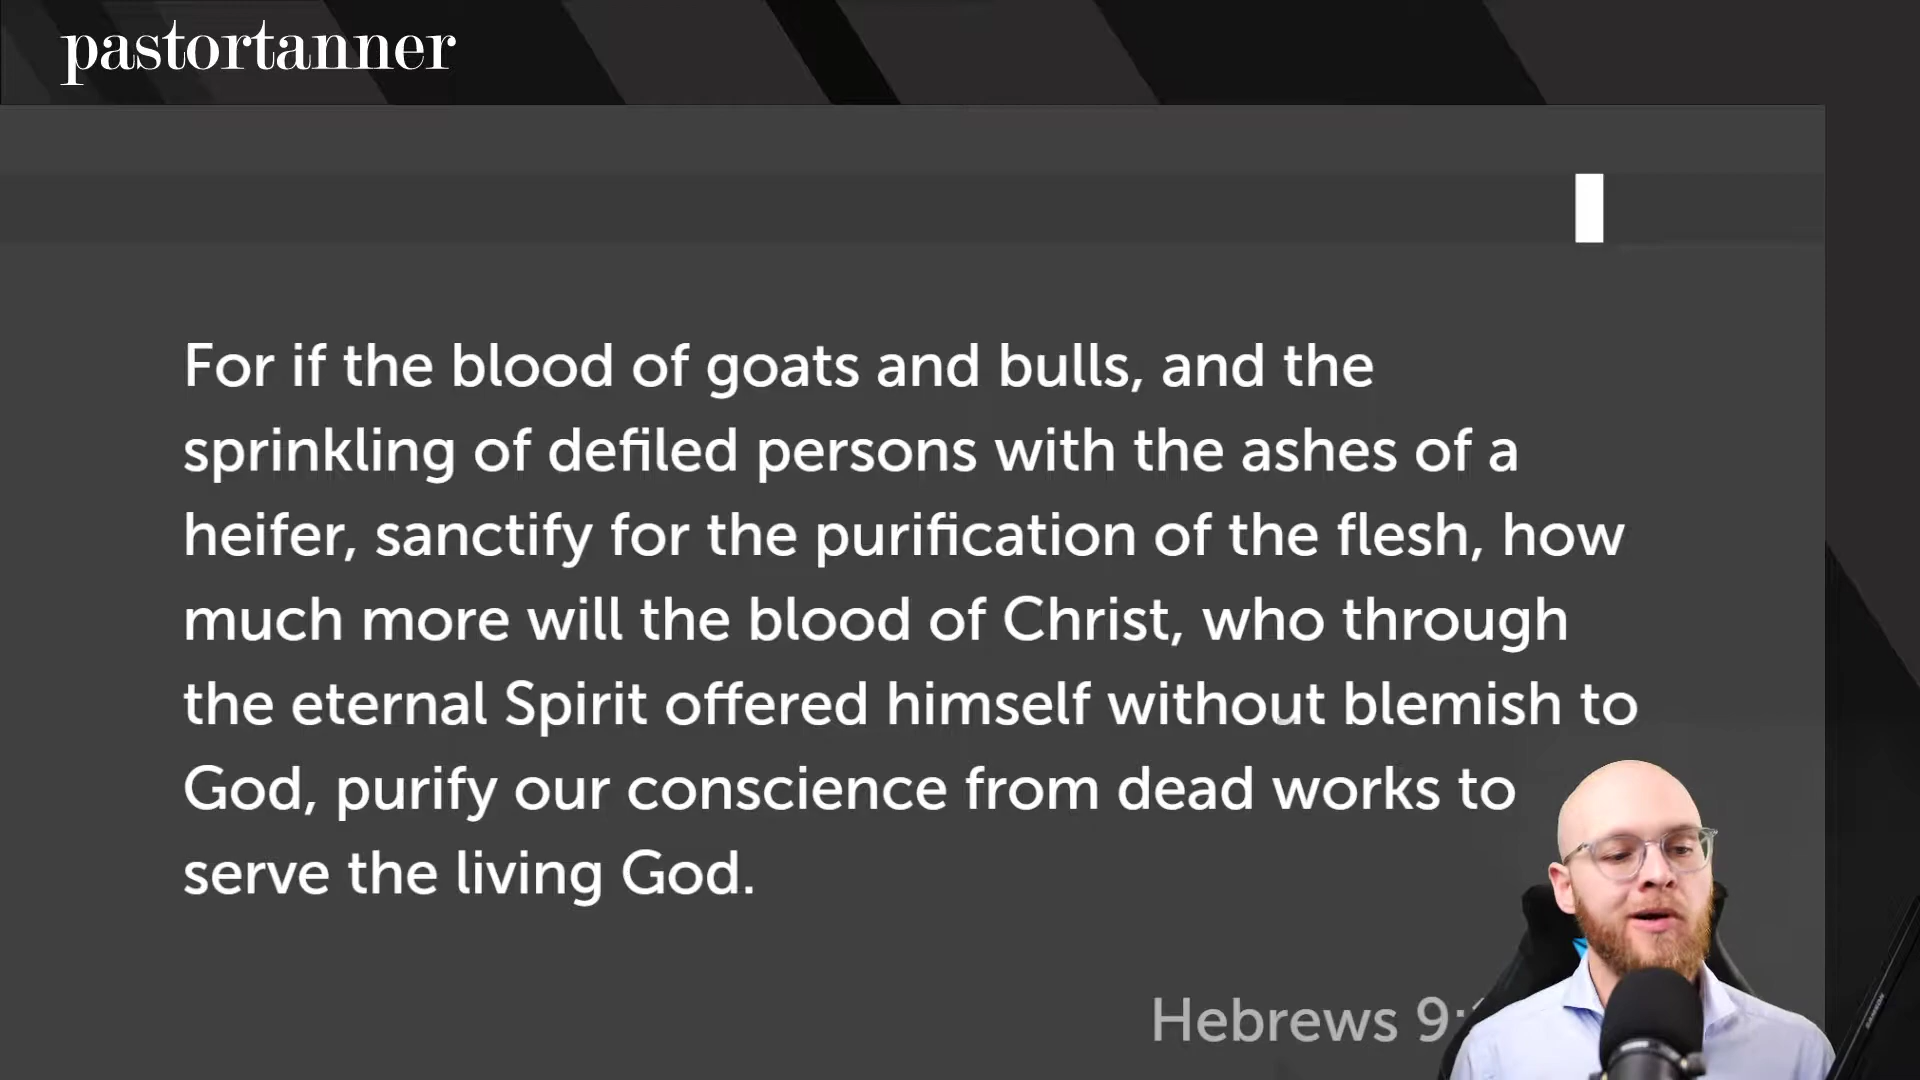 pastortanner
For if the blood of goats and bulls, and the
sprinkling of defiled persons with the ashes of a
heifer, sanctify for the purification of the flesh, how
much more will the blood of Christ, who through
the eternal Spirit offered himself without blemish to
God, purify our conscience from dead works to
serve the living God.
Hebrews 9: